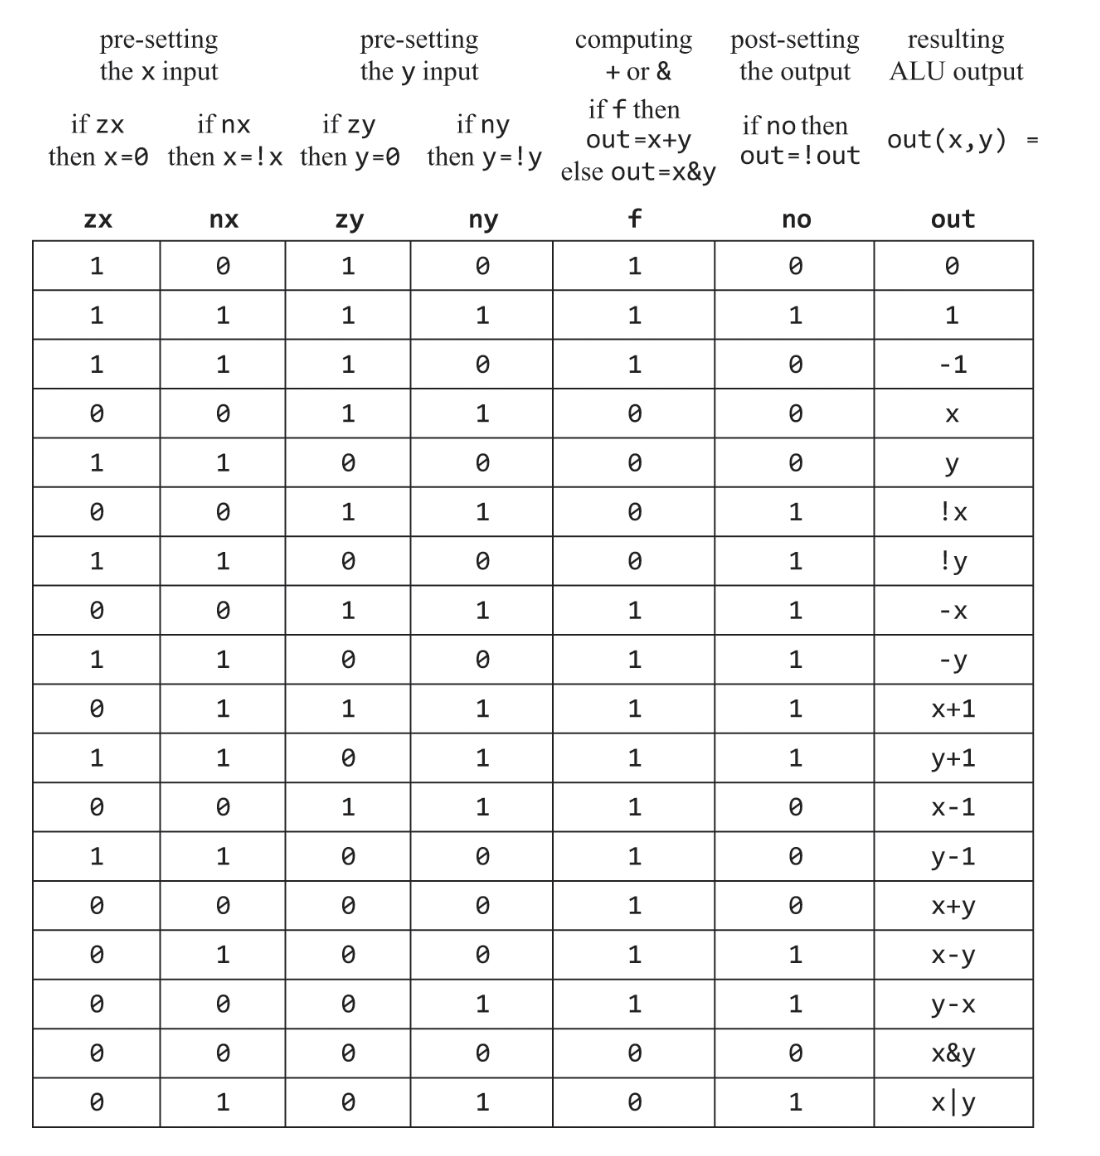 pre-setting pre-setting computing post-setting resulting
the x input the y input + or & the output ALU output
if zx if nx if zy if ny if f then if no then out(x,y) =
then x=0 then x=!x then y=0 then y=!y out=x+y out=!out
else out=x&y
zx nx zy ny f no out
1 0 1 0 1 0 0
1 1 1 1 1 1 1
1 1 1 0 1 0 -1
0 0 1 1 0 0 x
1 1 0 0 0 0 y
0 0 1 1 0 1 !x
1 1 0 0 0 1 !y
0 0 1 1 1 1 -x
1 1 0 0 1 1 -y
0 1 1 1 1 1 x+1
1 1 0 1 1 1 y+1
0 0 1 1 1 0 x-1
1 1 0 0 1 0 y-1
0 0 0 0 1 0 x+y
0 1 0 0 1 1 x-y
0 0 0 1 1 1 y-x
0 0 0 0 0 0 x&y
0 1 0 1 0 1 x|y